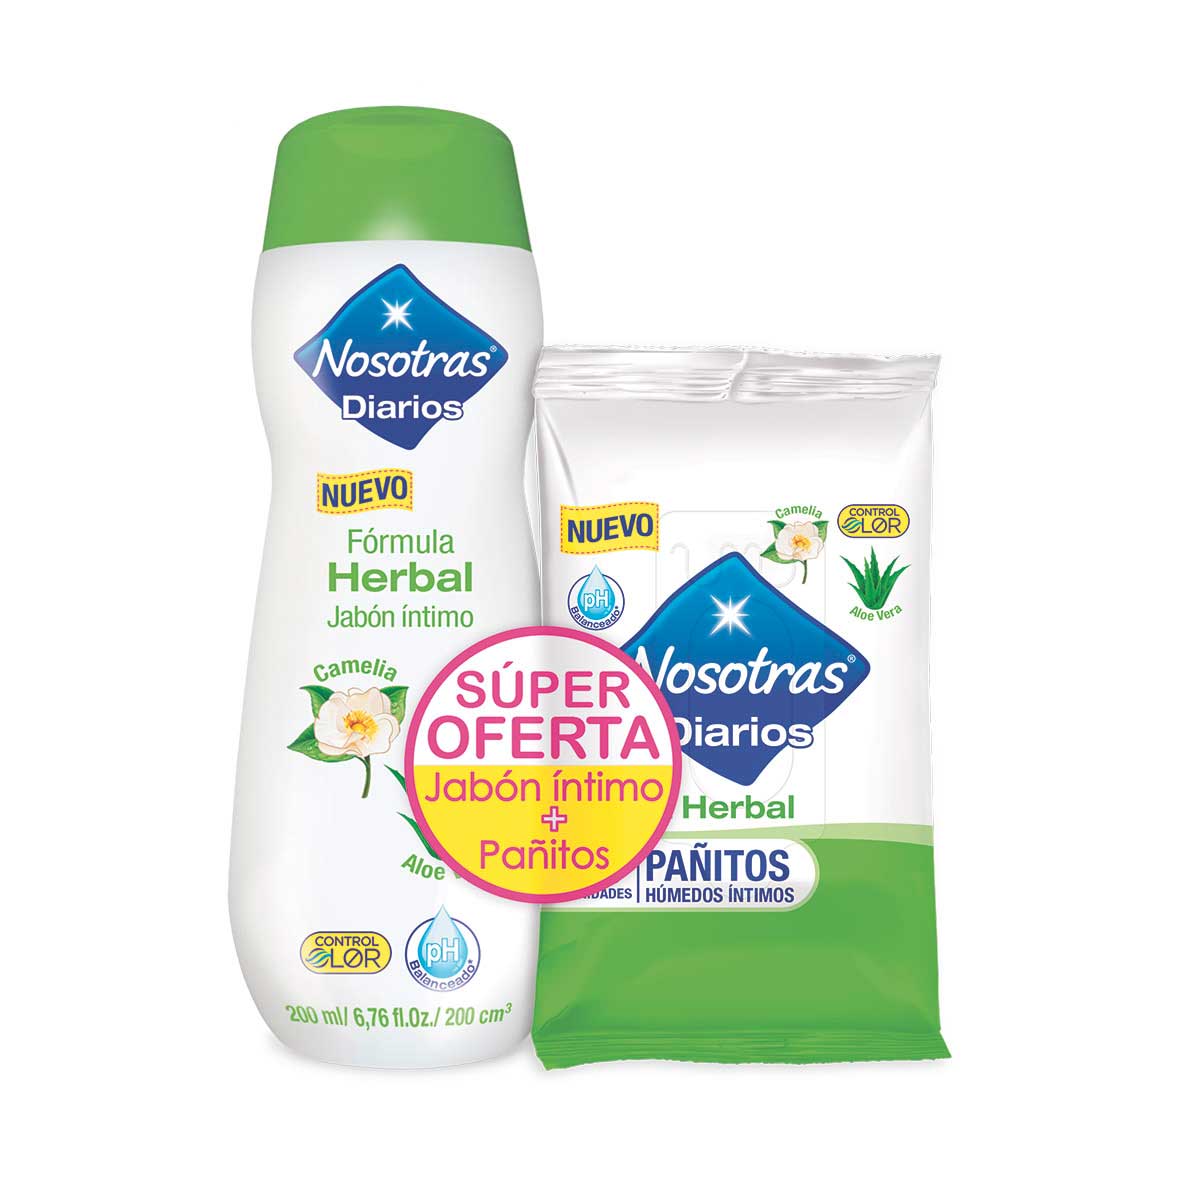 Nosotras®
Diarios
NUEVO
Fórmula
Herbal
Jabón íntimo
Camelia
Aloe
CONTROL
OLØR
pH
Balanceado*
200 ml/ 6,76 fl.Oz./ 200 cm³
SÚPER
OFERTA
Jabón íntimo
+
Pañitos
NUEVO
Camelia
CONTROL
OLØR
Aloe Vera
pH
Balanceado*
Nosotras®
Diarios
Herbal
PAÑITOS
HÚMEDOS ÍNTIMOS